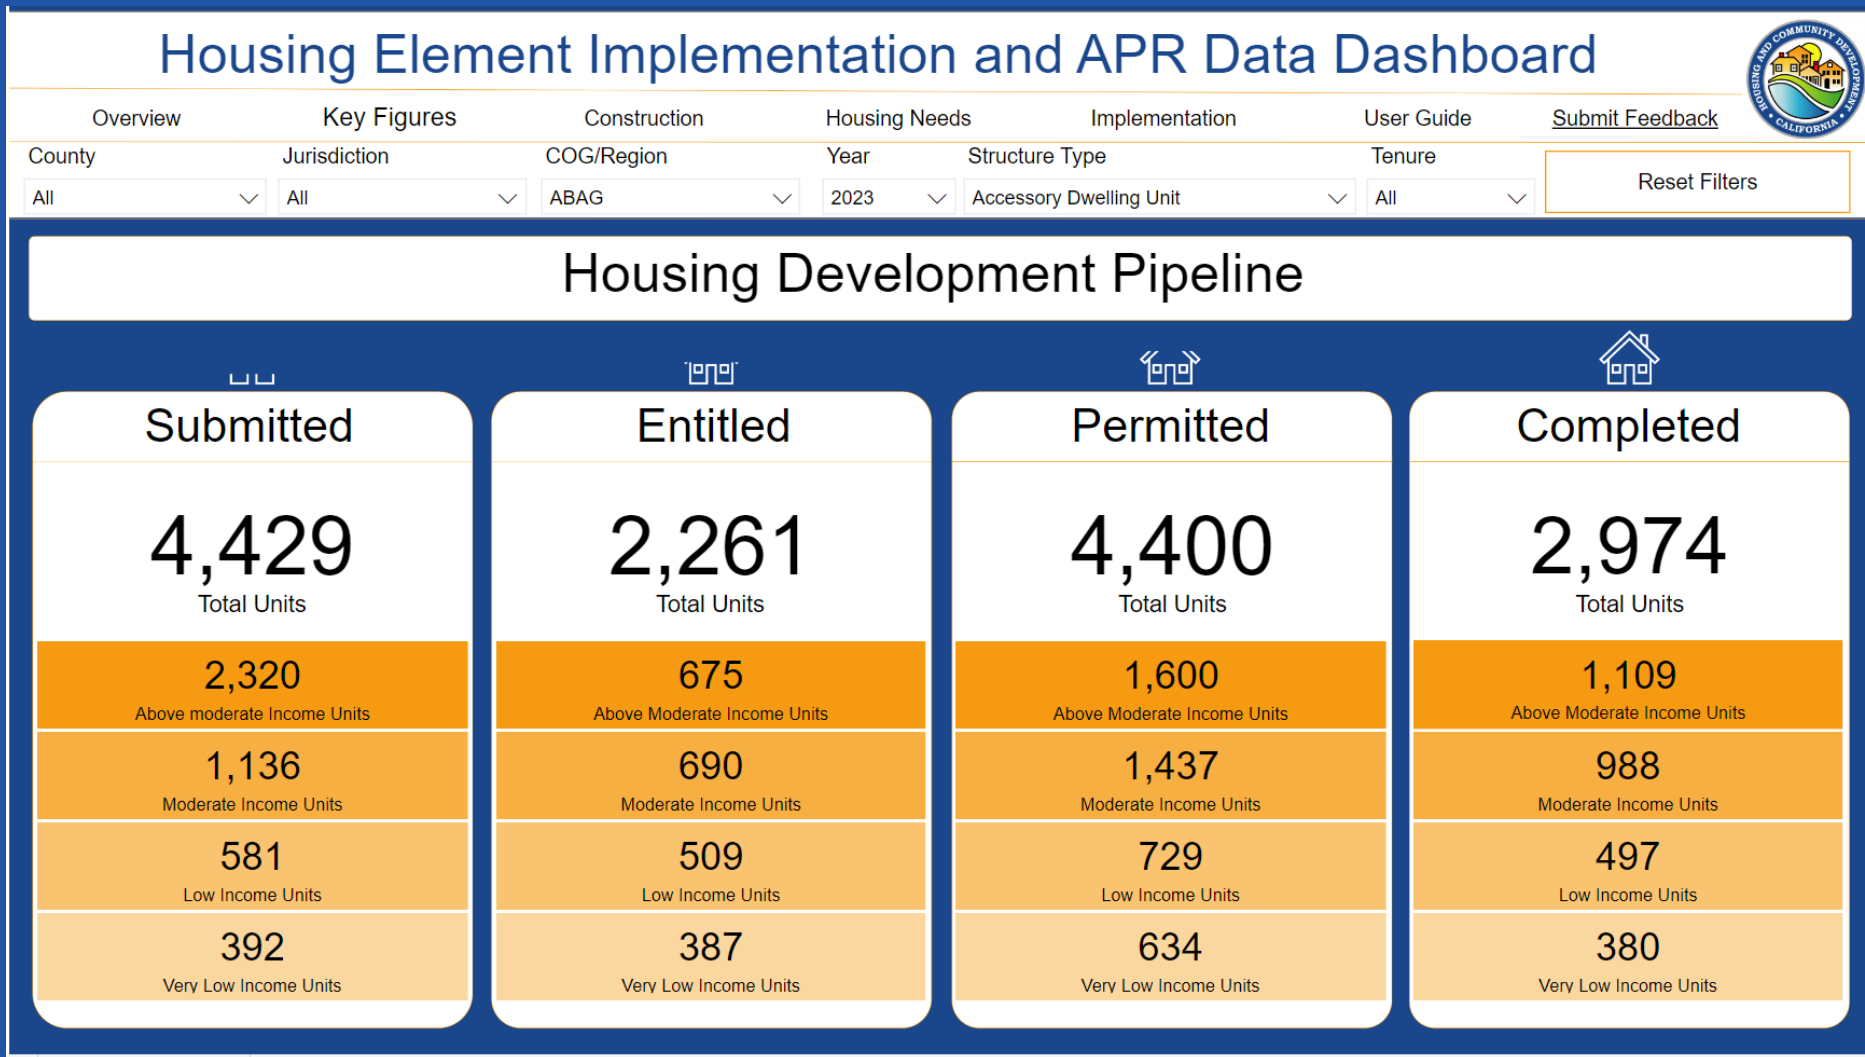 Housing Element Implementation and APR Data Dashboard
HOUSING AND COMMUNITY DEVELOPMENT
• CALIFORNIA •
Overview Key Figures Construction Housing Needs Implementation User Guide Submit Feedback
County Jurisdiction COG/Region Year Structure Type Tenure
All All ABAG 2023 Accessory Dwelling Unit All Reset Filters
Housing Development Pipeline
Submitted
4,429
Total Units
2,320
Above moderate Income Units
1,136
Moderate Income Units
581
Low Income Units
392
Very Low Income Units
Entitled
2,261
Total Units
675
Above Moderate Income Units
690
Moderate Income Units
509
Low Income Units
387
Very Low Income Units
Permitted
4,400
Total Units
1,600
Above Moderate Income Units
1,437
Moderate Income Units
729
Low Income Units
634
Very Low Income Units
Completed
2,974
Total Units
1,109
Above Moderate Income Units
988
Moderate Income Units
497
Low Income Units
380
Very Low Income Units